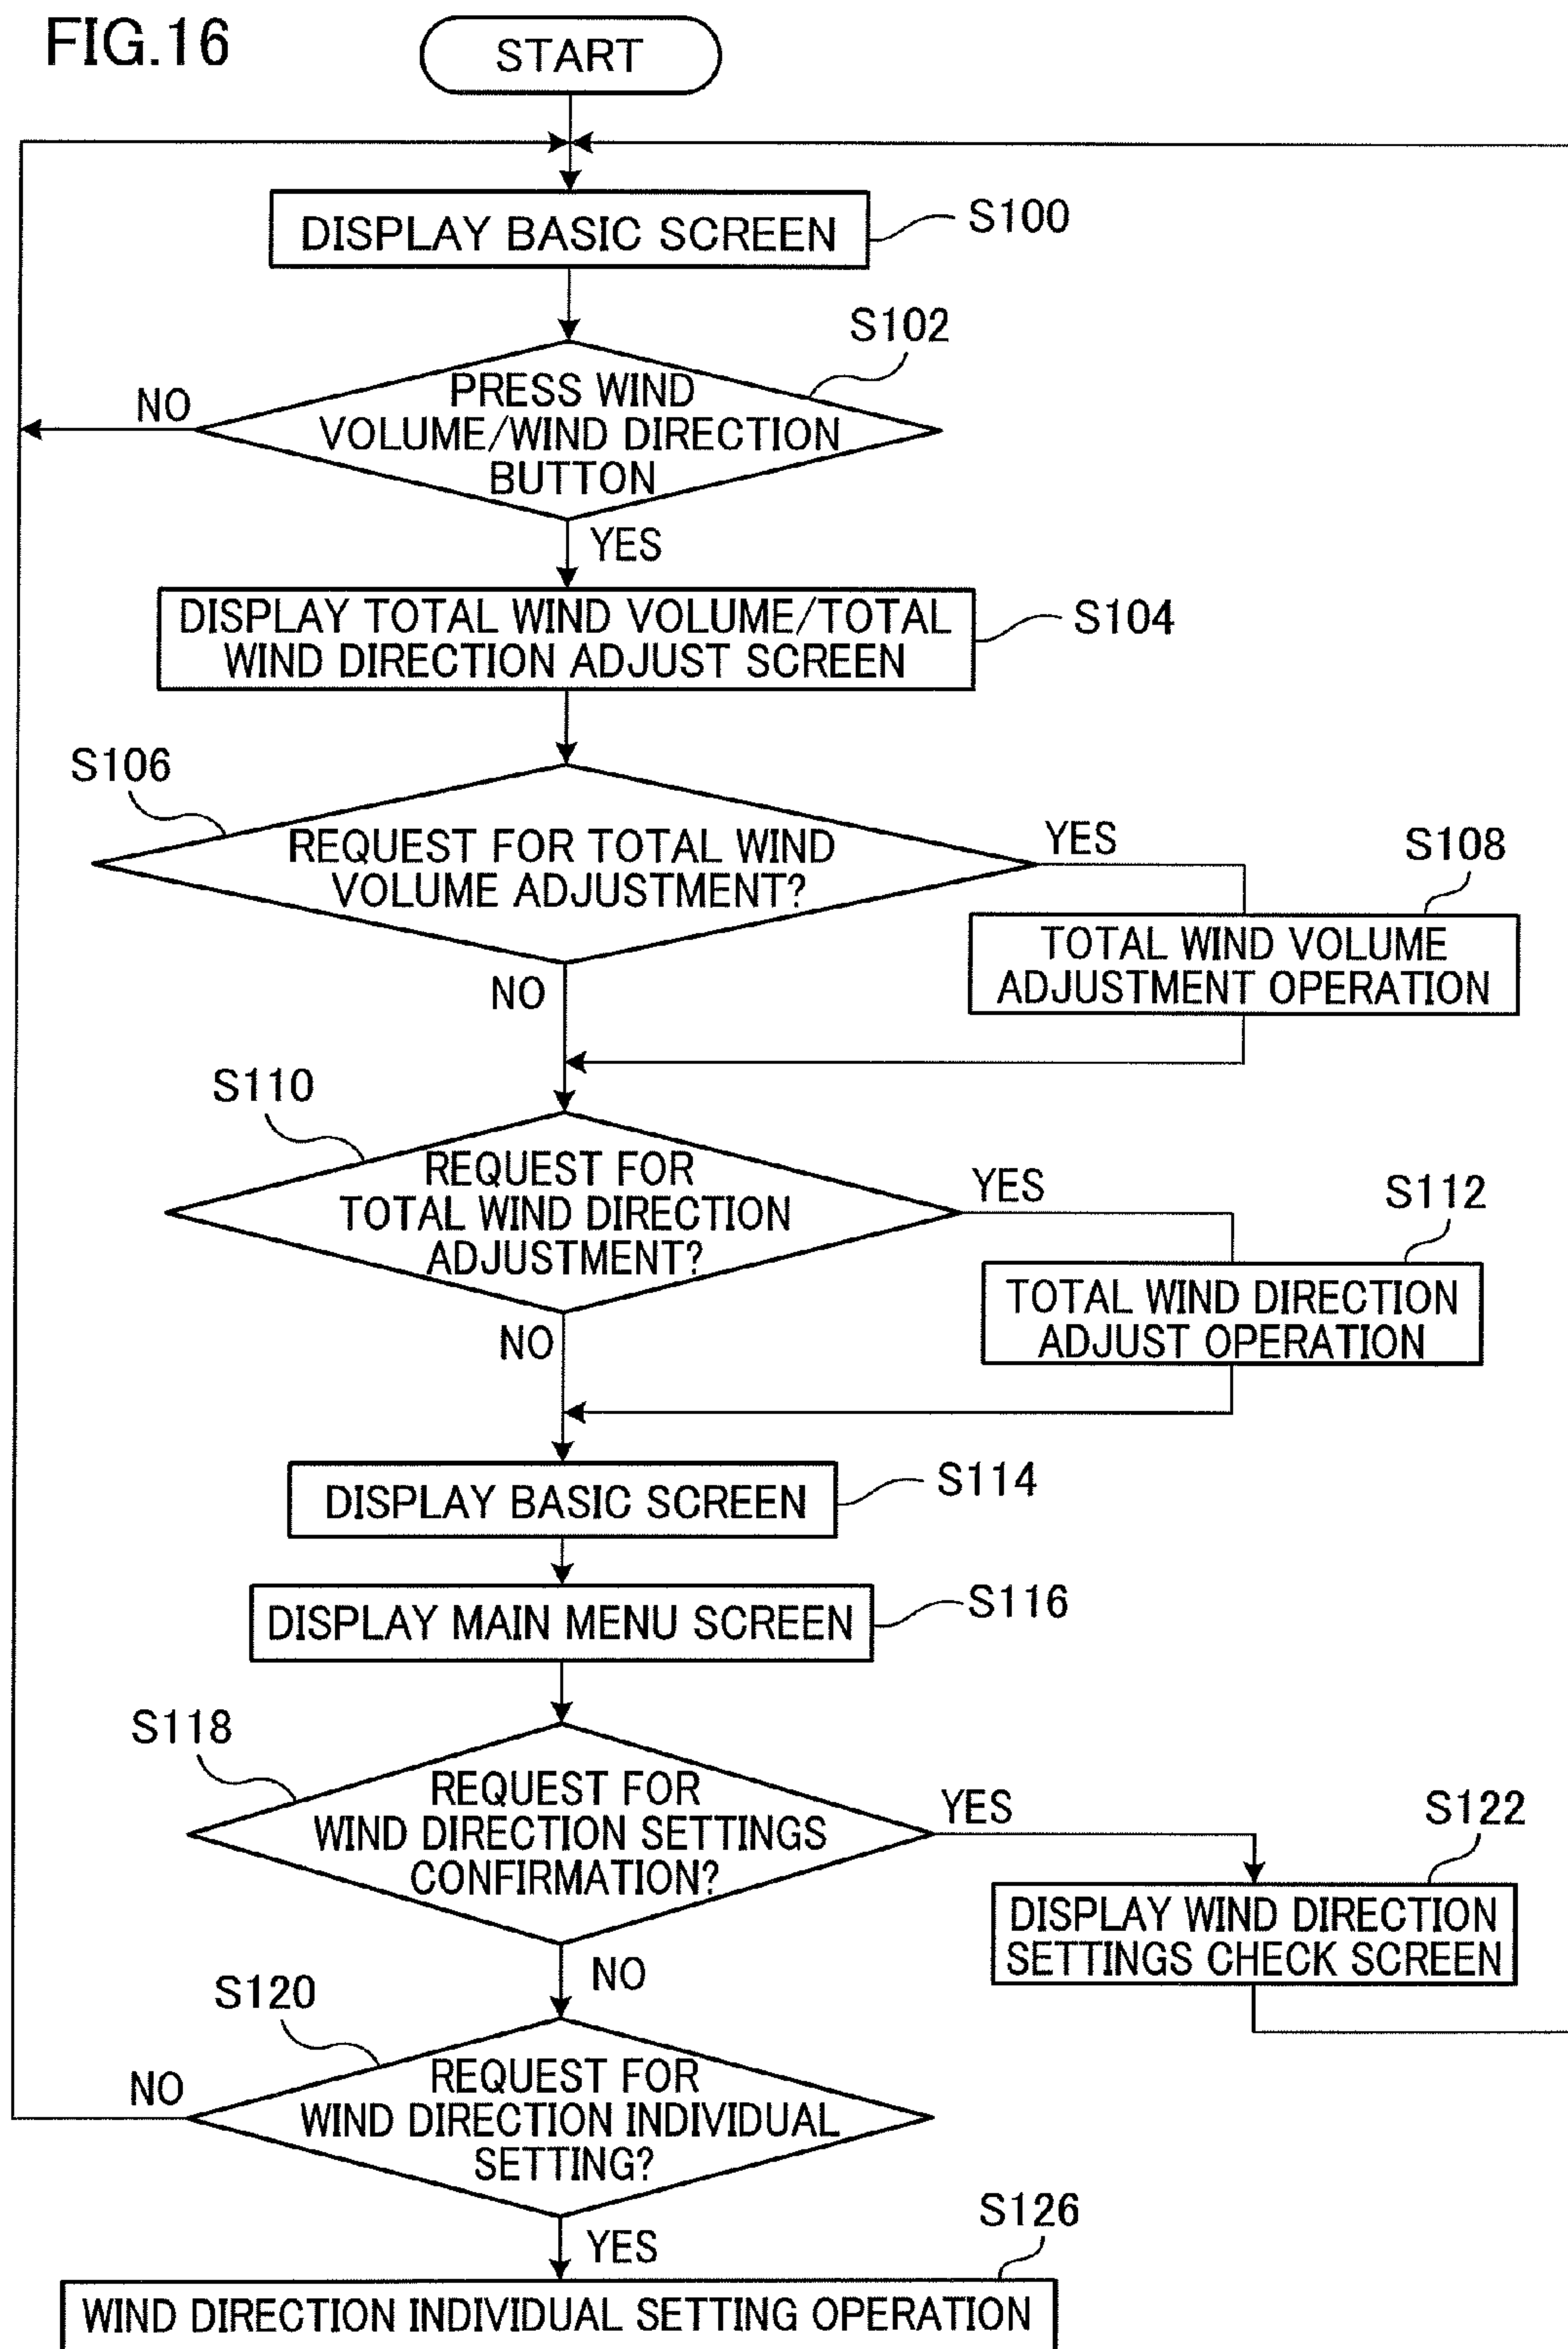 FIG.16
START
DISPLAY BASIC SCREEN
S100
S102
PRESS WIND
VOLUME/WIND DIRECTION
BUTTON
NO
YES
DISPLAY TOTAL WIND VOLUME/TOTAL
WIND DIRECTION ADJUST SCREEN
S104
S106
REQUEST FOR TOTAL WIND
VOLUME ADJUSTMENT?
YES
S108
TOTAL WIND VOLUME
ADJUSTMENT OPERATION
NO
S110
REQUEST FOR
TOTAL WIND DIRECTION
ADJUSTMENT?
YES
S112
TOTAL WIND DIRECTION
ADJUST OPERATION
NO
DISPLAY BASIC SCREEN
S114
DISPLAY MAIN MENU SCREEN
S116
S118
REQUEST FOR
WIND DIRECTION SETTINGS
CONFIRMATION?
YES
S122
DISPLAY WIND DIRECTION
SETTINGS CHECK SCREEN
NO
S120
REQUEST FOR
WIND DIRECTION INDIVIDUAL
SETTING?
NO
YES
S126
WIND DIRECTION INDIVIDUAL SETTING OPERATION